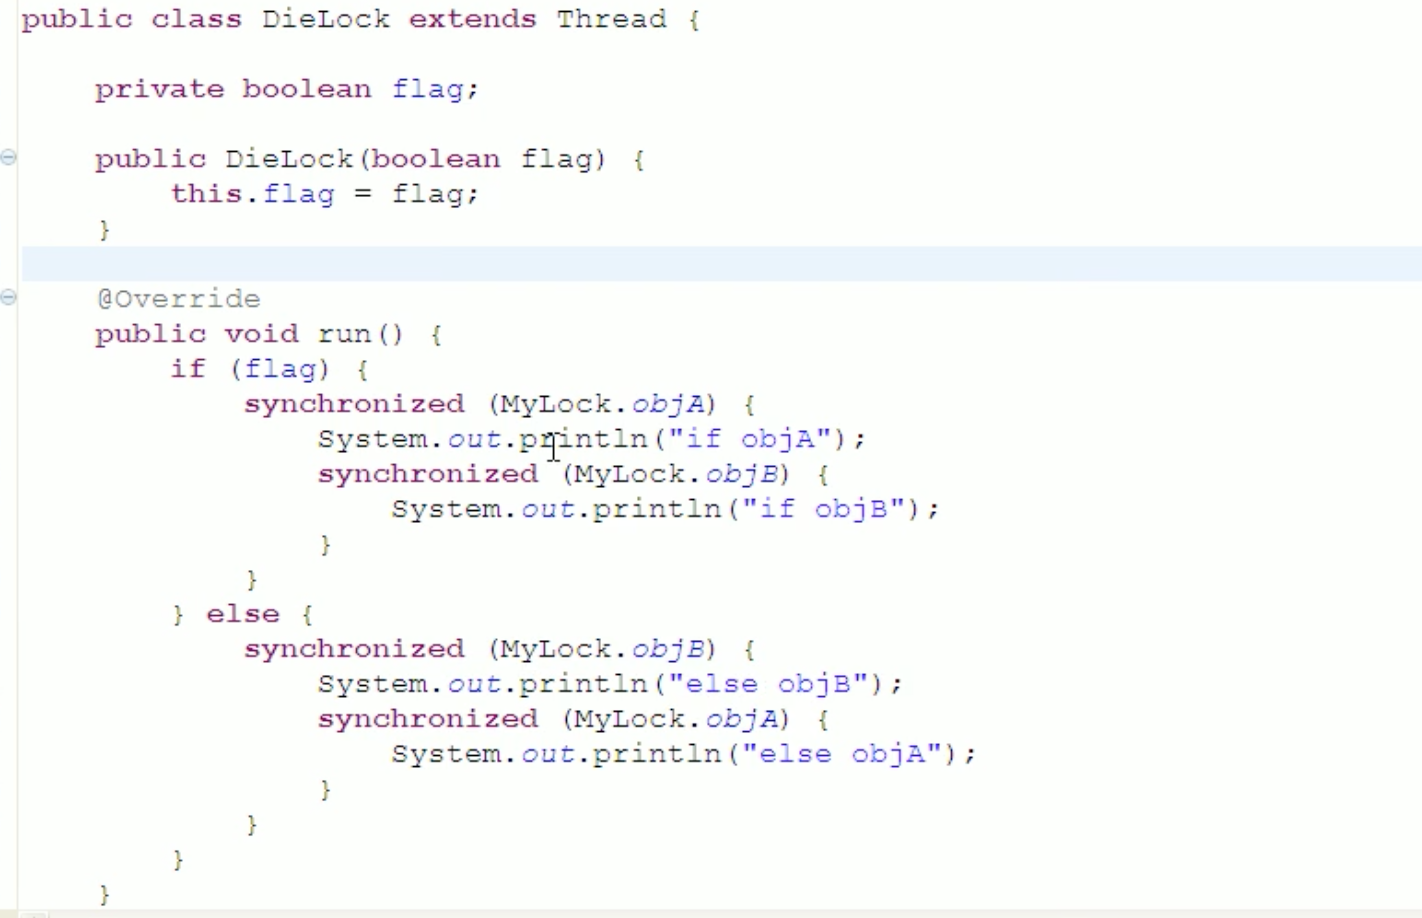 public class DieLock extends Thread {
private boolean flag;
public DieLock(boolean flag) {
this.flag = flag;
}
@Override
public void run() {
if (flag) {
synchronized (MyLock.objA) {
System.out.println("if objA");
synchronized (MyLock.objB) {
System.out.println("if objB");
}
}
} else {
synchronized (MyLock.objB) {
System.out.println("else objB");
synchronized (MyLock.objA) {
System.out.println("else objA");
}
}
}
}